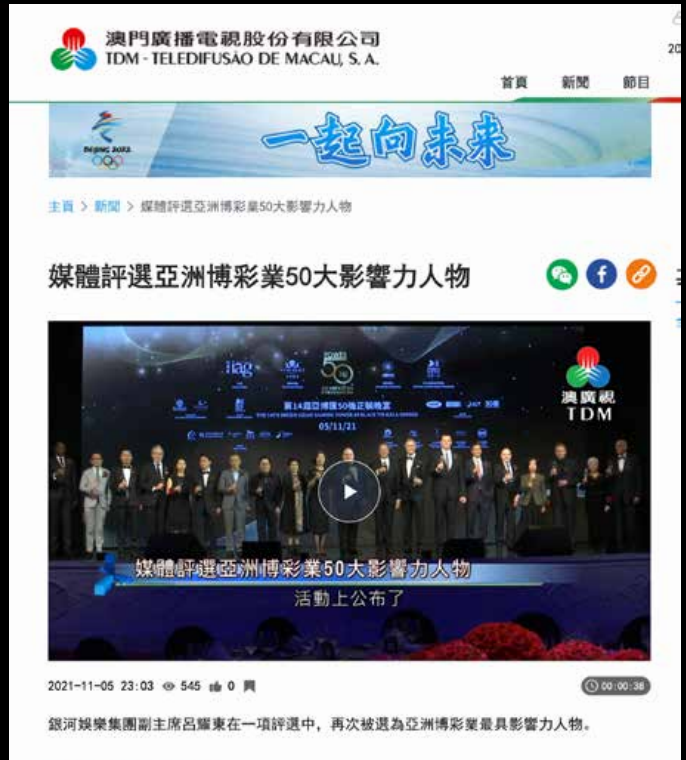 澳門廣播電視股份有限公司
TDM - TELEDIFUSÃO DE MACAU, S. A.
20
首頁 新聞 節目
BEIJING 2022
一起向未来
主頁 > 新聞 > 媒體評選亞洲博彩業50大影響力人物
媒體評選亞洲博彩業50大影響力人物
iag
50
第14屆亞博匯50強正裝晚宴
05/11/21
澳廣視
TDM
媒體評選亞洲博彩業50大影響力人物
活動上公布了
2021-11-05 23:03 545 0
00:00:38
銀河娛樂集團副主席呂耀東在一項評選中，再次被選為亞洲博彩業最具影響力人物。